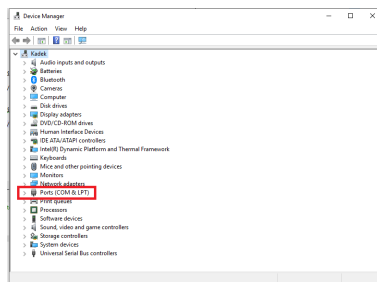 Device Manager
File Action View Help
Kadek
Audio inputs and outputs
Batteries
Bluetooth
Cameras
Computer
Disk drives
Display adapters
DVD/CD-ROM drives
Human Interface Devices
IDE ATA/ATAPI controllers
Intel(R) Dynamic Platform and Thermal Framework
Keyboards
Mice and other pointing devices
Monitors
Network adapters
Ports (COM & LPT)
Print queues
Processors
Software devices
Sound, video and game controllers
Storage controllers
System devices
Universal Serial Bus controllers